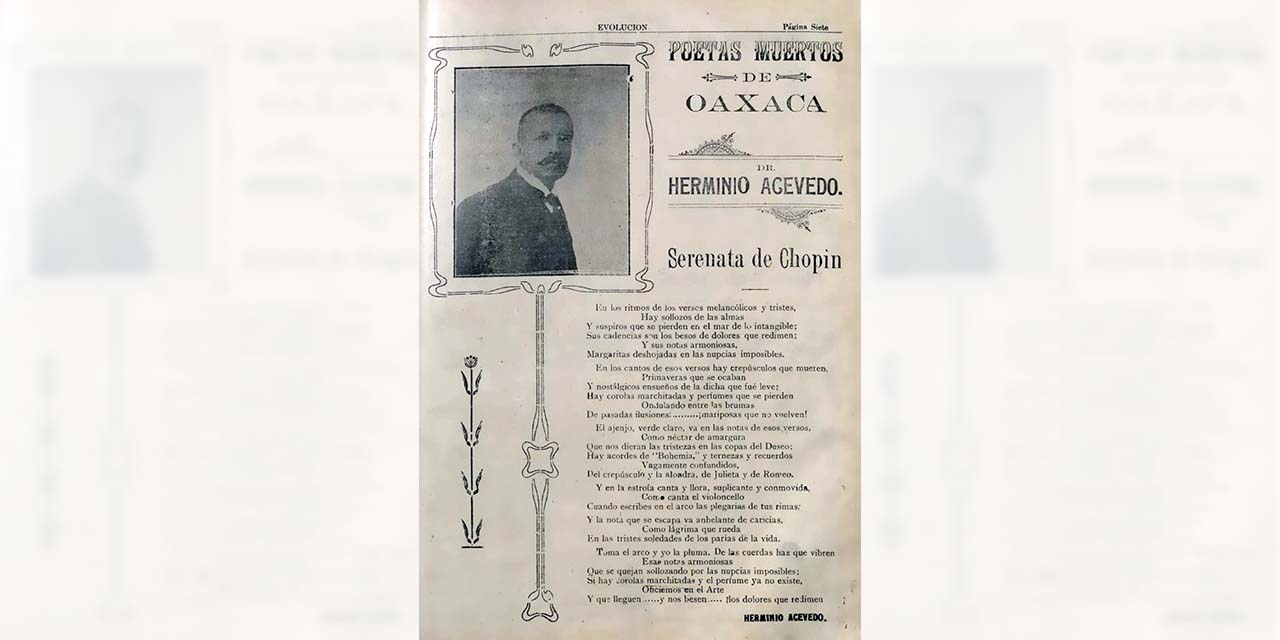 EVOLUCION
Página Siete
POETAS MUERTOS
DE
OAXACA
DR.
HERMINIO ACEVEDO.
Serenata de Chopin
En los ritmos de los versos melancólicos y tristes,
Hay sollozos de las almas
Y suspiros que se pierden en el mar de lo intangible;
Sus cadencias son los besos de dolores que redimen;
Y sus notas armoniosas,
Margaritas deshojadas en las nupcias imposibles.
En los cantos de esos versos hay crepúsculos que mueren,
Primaveras que se ocaban
Y nostálgicos ensueños de la dicha que fué leve;
Hay corolas marchitadas y perfumes que se pierden
Ondulando entre las brumas
De pasadas ilusiones:.........¡mariposas que no vuelven!
El ajenjo, verde claro, va en las notas de esos versos,
Como néctar de amargura
Que nos dieran las tristezas en las copas del Deseo;
Hay acordes de "Bohemia," y ternezas y recuerdos
Vagamente confundidos,
Del crepúsculo y la aloadra, de Julieta y de Romeo.
Y en la estrofa canta y llora, suplicante y conmovida,
Como canta el violoncello
Cuando escribes en el arco las plegarias de tus rimas;
Y la nota que se escapa va anhelante de caricias,
Como lágrima que rueda
En las tristes soledades de los parias de la vida.
Toma el arco y yo la pluma. De las cuerdas haz que vibren
Esas notas armoniosas
Que se quejan sollozando por las nupcias imposibles;
Si hay corolas marchitadas y el perfume ya no existe,
Oficiemos en el Arte
Y que lleguen .....y nos besen..... ¡los dolores que redimen !
HERMINIO ACEVEDO.